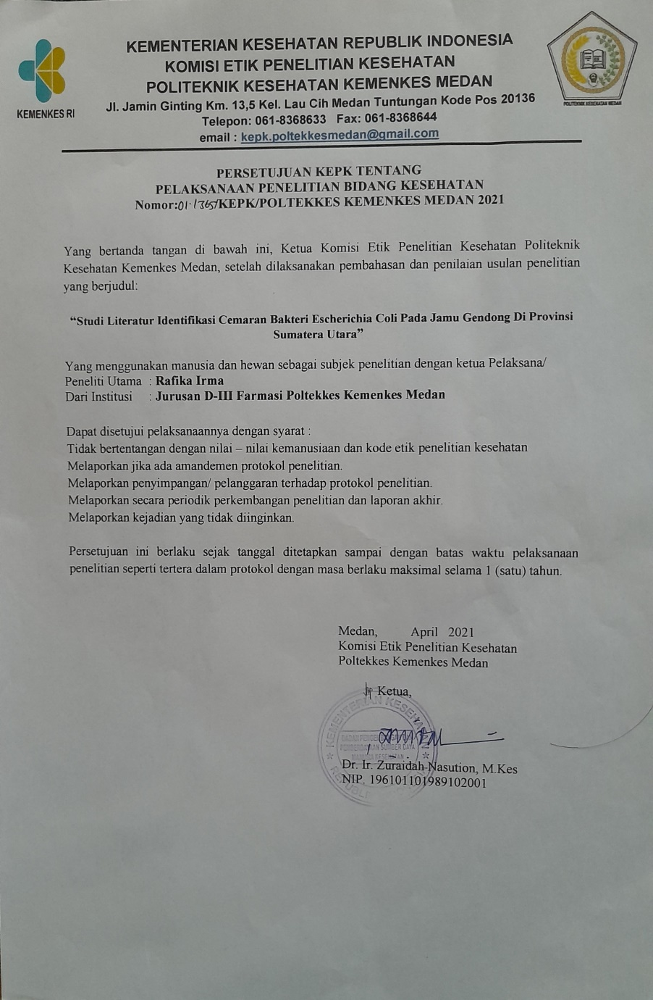 KEMENTERIAN KESEHATAN REPUBLIK INDONESIA
KOMISI ETIK PENELITIAN KESEHATAN
POLITEKNIK KESEHATAN KEMENKES MEDAN
Jl. Jamin Ginting Km. 13,5 Kel. Lau Cih Medan Tuntungan Kode Pos 20136
Telepon: 061-8368633 Fax: 061-8368644
email : kepk.poltekkesmedan@gmail.com
KEMENKES RI
POLITEKNIK KESEHATAN MEDAN
PERSETUJUAN KEPK TENTANG
PELAKSANAAN PENELITIAN BIDANG KESEHATAN
Nomor:01.1365/KEPK/POLTEKKES KEMENKES MEDAN 2021
Yang bertanda tangan di bawah ini, Ketua Komisi Etik Penelitian Kesehatan Politeknik
Kesehatan Kemenkes Medan, setelah dilaksanakan pembahasan dan penilaian usulan penelitian
yang berjudul:
“Studi Literatur Identifikasi Cemaran Bakteri Escherichia Coli Pada Jamu Gendong Di Provinsi
Sumatera Utara”
Yang menggunakan manusia dan hewan sebagai subjek penelitian dengan ketua Pelaksana/
Peneliti Utama : Rafika Irma
Dari Institusi : Jurusan D-III Farmasi Poltekkes Kemenkes Medan
Dapat disetujui pelaksanaannya dengan syarat :
Tidak bertentangan dengan nilai – nilai kemanusiaan dan kode etik penelitian kesehatan
Melaporkan jika ada amandemen protokol penelitian.
Melaporkan penyimpangan/ pelanggaran terhadap protokol penelitian.
Melaporkan secara periodik perkembangan penelitian dan laporan akhir.
Melaporkan kejadian yang tidak diinginkan.
Persetujuan ini berlaku sejak tanggal ditetapkan sampai dengan batas waktu pelaksanaan
penelitian seperti tertera dalam protokol dengan masa berlaku maksimal selama 1 (satu) tahun.
Medan, April 2021
Komisi Etik Penelitian Kesehatan
Poltekkes Kemenkes Medan
Ketua,
KEMENTERIAN KESEHATAN
Dr. Ir. Zuraidah Nasution, M.Kes
NIP. 196101101989102001